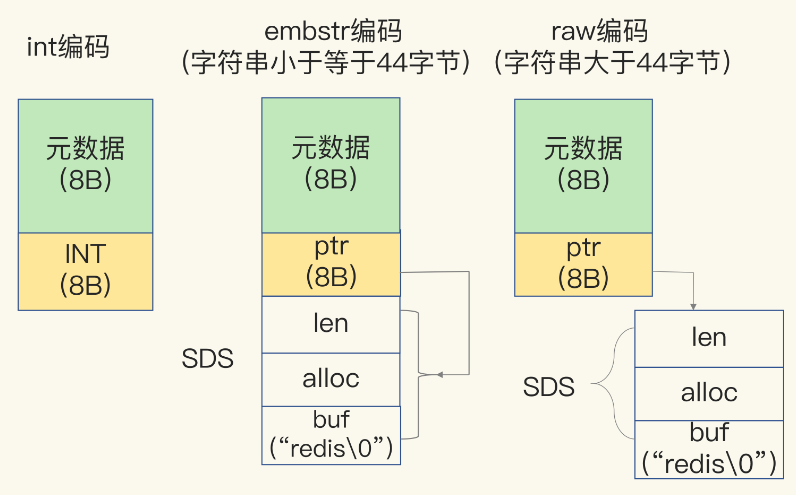 int编码
元数据
(8B)
INT
(8B)
embstr编码
(字符串小于等于44字节)
元数据
(8B)
ptr
(8B)
SDS
len
alloc
buf
(“redis\0”)
raw编码
(字符串大于44字节)
元数据
(8B)
ptr
(8B)
SDS
len
alloc
buf
(“redis\0”)